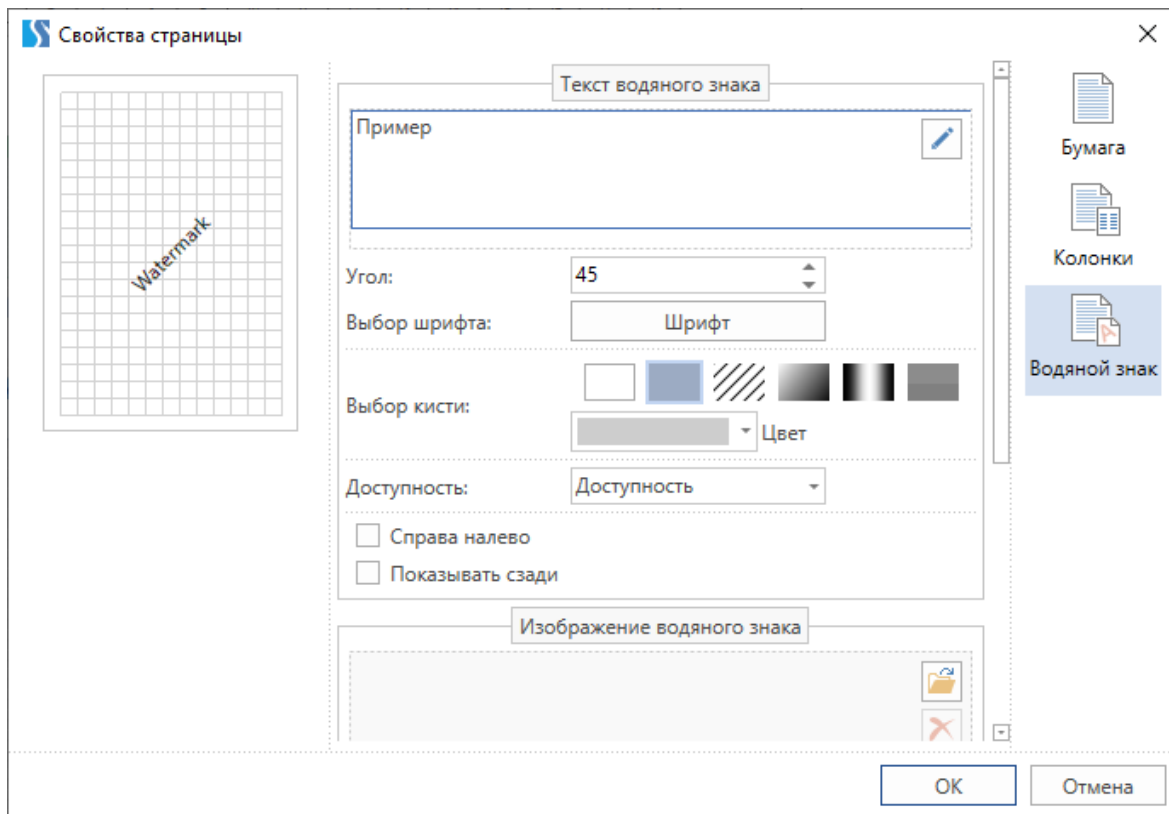 Свойства страницы
Watermark
Текст водяного знака
Пример
Угол:
45
Выбор шрифта:
Шрифт
Выбор кисти:
Цвет
Доступность:
Доступность
Справа налево
Показывать сзади
Изображение водяного знака
Бумага
Колонки
A
Водяной знак
ОК
Отмена